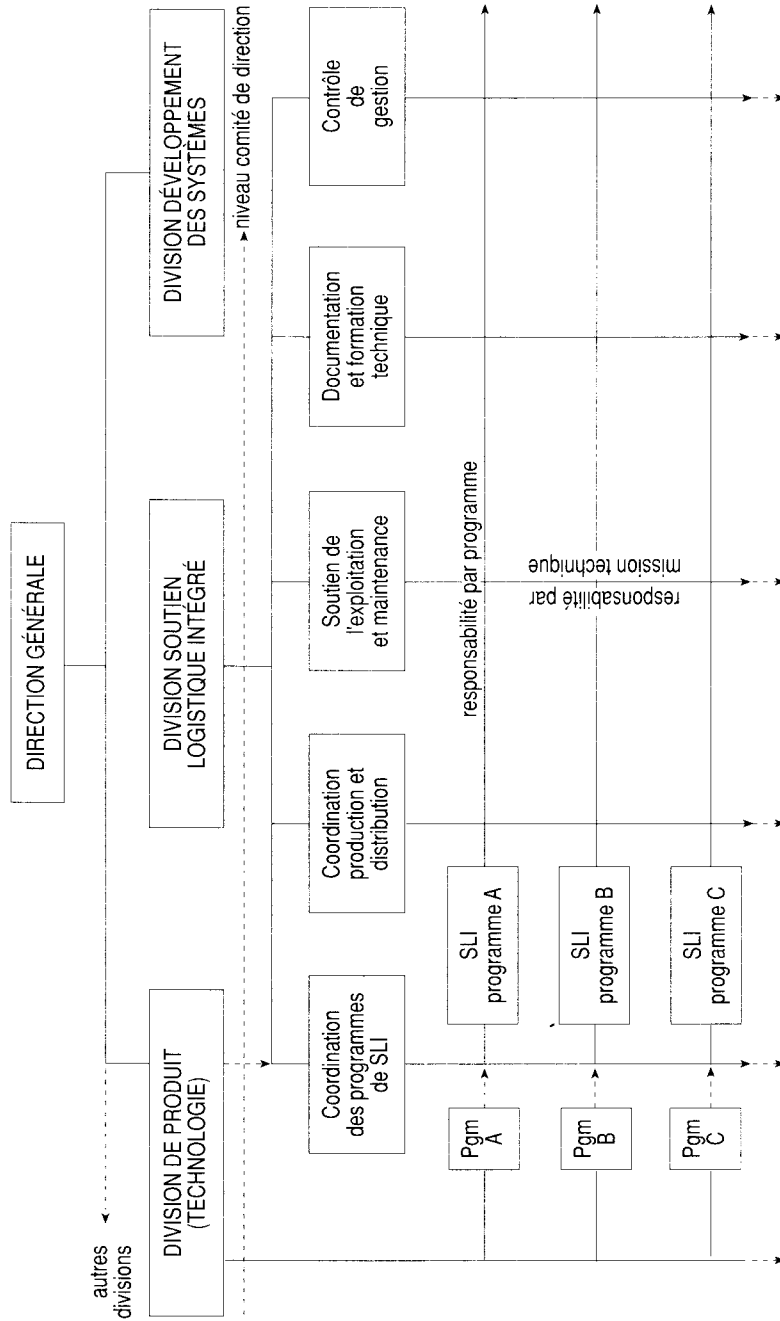 DIRECTION GÉNÉRALE
autres
divisions
DIVISION DE PRODUIT
(TECHNOLOGIE)
DIVISION SOUTIEN
LOGISTIQUE INTÉGRÉ
DIVISION DÉVELOPPEMENT
DES SYSTÈMES
niveau comité de direction
Coordination
des programmes
de SLI
Coordination
production et
distribution
Soutien de
l'exploitation
et maintenance
Documentation
et formation
technique
Contrôle
de
gestion
Pgm
A
SLI
programme A
responsabilité par programme
Pgm
B
SLI
programme B
responsabilité par
mission technique
Pgm
C
SLI
programme C